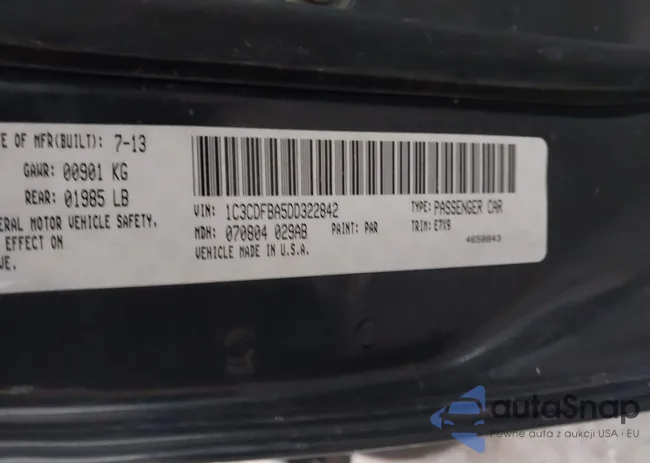 E OF MFR(BUILT): 7-13
GAWR: 00901 KG
REAR: 01985 LB
ERAL MOTOR VEHICLE SAFETY,
EFFECT ON
VE.
VIN: 1C3CDFBA5DD322842
TYPE: PASSENGER CAR
MDH: 070804 029AB
PAINT: PAR
TRIM: E7X9
VEHICLE MADE IN U.S.A.
4658043
autaSnap
Pewne auta z aukcji USA i EU